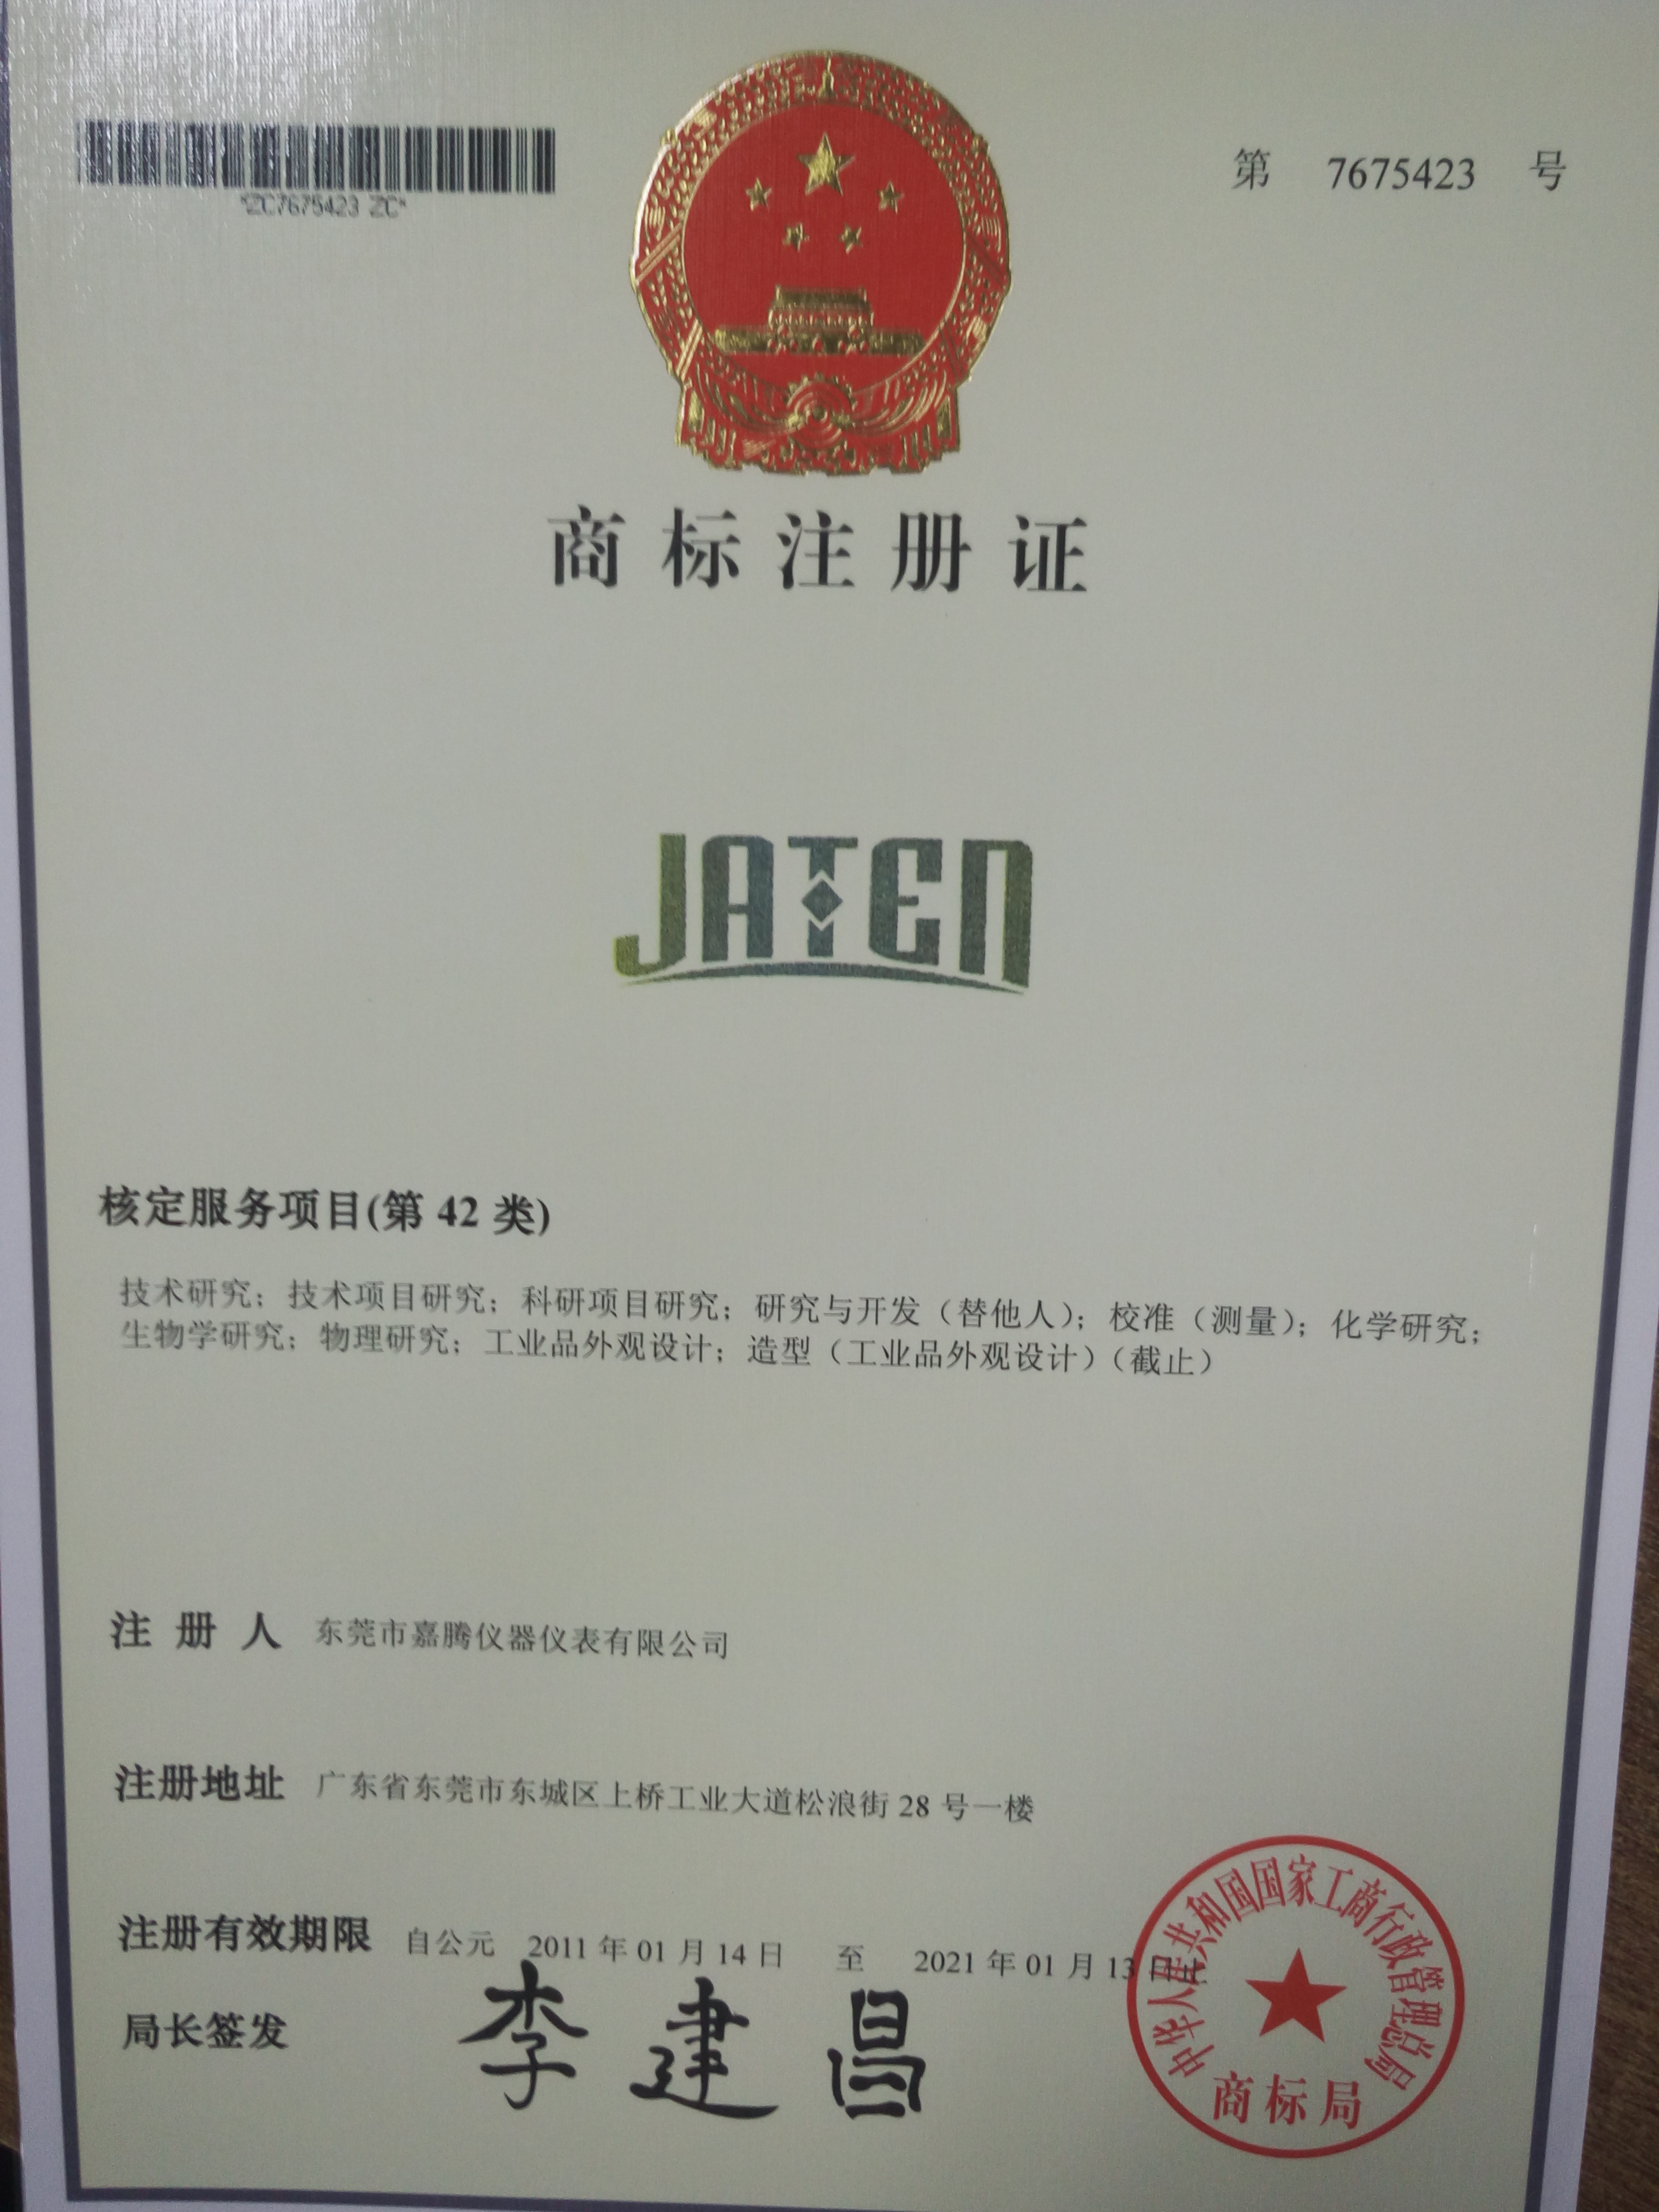 *ZC7675423 ZC*
第 7675423 号
商标注册证
JATEN
核定服务项目(第 42 类)
技术研究；技术项目研究；科研项目研究；研究与开发（替他人）；校准（测量）；化学研究；
生物学研究；物理研究；工业品外观设计；造型（工业品外观设计）（截止）
注 册 人 东莞市嘉腾仪器仪表有限公司
注册地址 广东省东莞市东城区上桥工业大道松浪街 28 号一楼
注册有效期限 自公元 2011 年 01 月 14 日 至 2021 年 01 月 13 日止
局长签发 李建昌
中华人民共和国国家工商行政管理总局
商标局